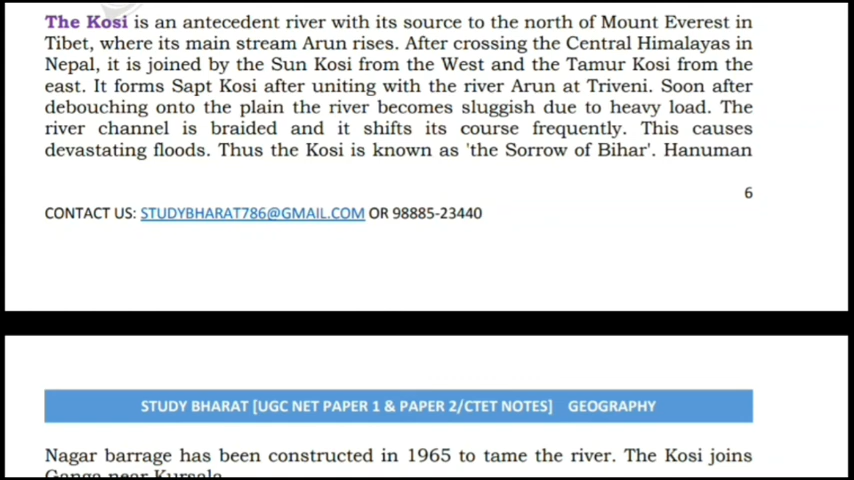 The Kosi is an antecedent river with its source to the north of Mount Everest in
Tibet, where its main stream Arun rises. After crossing the Central Himalayas in
Nepal, it is joined by the Sun Kosi from the West and the Tamur Kosi from the
east. It forms Sapt Kosi after uniting with the river Arun at Triveni. Soon after
debouching onto the plain the river becomes sluggish due to heavy load. The
river channel is braided and it shifts its course frequently. This causes
devastating floods. Thus the Kosi is known as 'the Sorrow of Bihar'. Hanuman
6
CONTACT US: STUDYBHARAT786@GMAIL.COM OR 98885-23440
STUDY BHARAT [UGC NET PAPER 1 & PAPER 2/CTET NOTES] GEOGRAPHY
Nagar barrage has been constructed in 1965 to tame the river. The Kosi joins
Ganga near Kursela